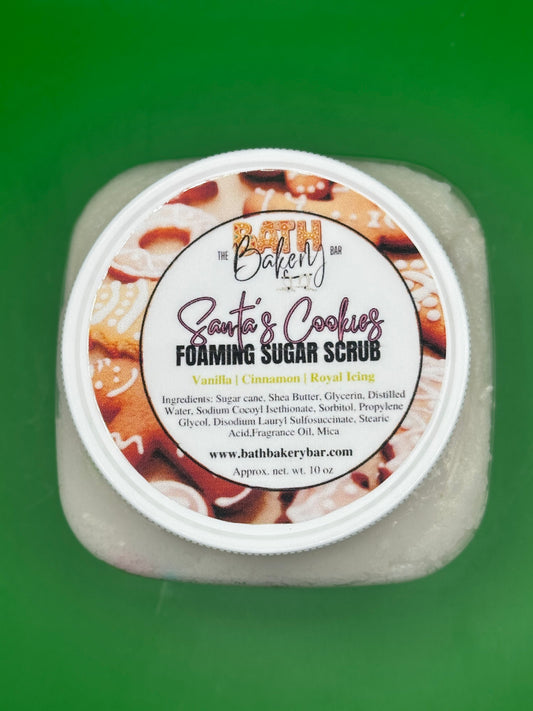 THE BATH BAR
Bakery
Santa's Cookies
FOAMING SUGAR SCRUB
Vanilla | Cinnamon | Royal Icing
Ingredients: Sugar cane, Shea Butter, Glycerin, Distilled
Water, Sodium Cocoyl Isethionate, Sorbitol, Propylene
Glycol, Disodium Lauryl Sulfosuccinate, Stearic
Acid,Fragrance Oil, Mica
www.bathbakerybar.com
Approx. net. wt. 10 oz